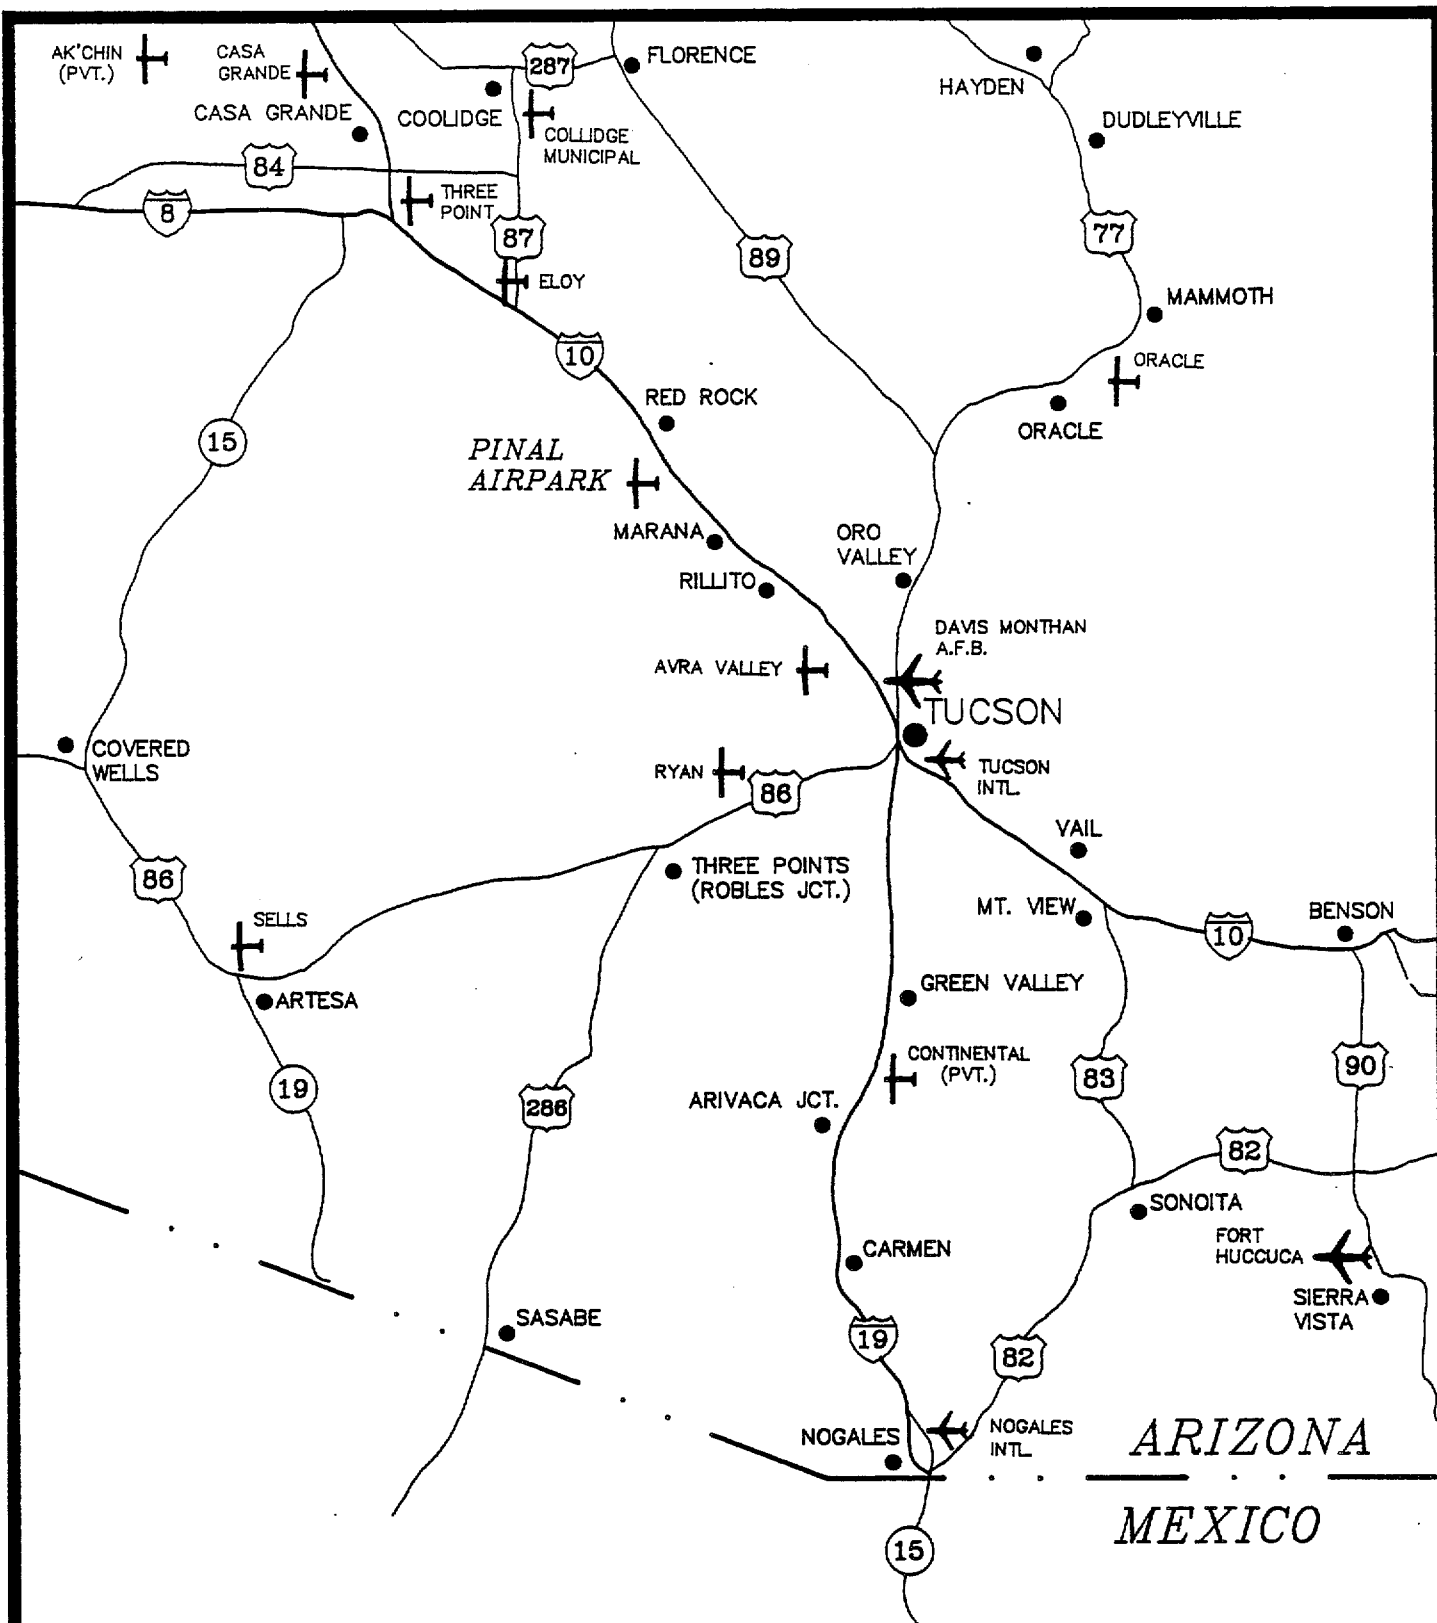 AK'CHIN
(PVT.)
CASA
GRANDE
CASA GRANDE
COOLIDGE
287
FLORENCE
COLLIDGE
MUNICIPAL
HAYDEN
DUDLEYVILLE
84
8
THREE
POINT
87
89
77
ELOY
MAMMOTH
10
ORACLE
RED ROCK
ORACLE
15
PINAL
AIRPARK
MARANA
ORO
VALLEY
RILLITO
DAVIS MONTHAN
A.F.B.
AVRA VALLEY
TUCSON
COVERED
WELLS
RYAN
86
TUCSON
INTL.
VAIL
86
THREE POINTS
(ROBLES JCT.)
SELLS
MT. VIEW
10
BENSON
ARTESA
GREEN VALLEY
19
286
CONTINENTAL
(PVT.)
83
90
ARIVACA JCT.
82
SONOITA
CARMEN
FORT
HUCCUCA
SIERRA
VISTA
SASABE
19
82
NOGALES
NOGALES
INTL.
ARIZONA
MEXICO
15